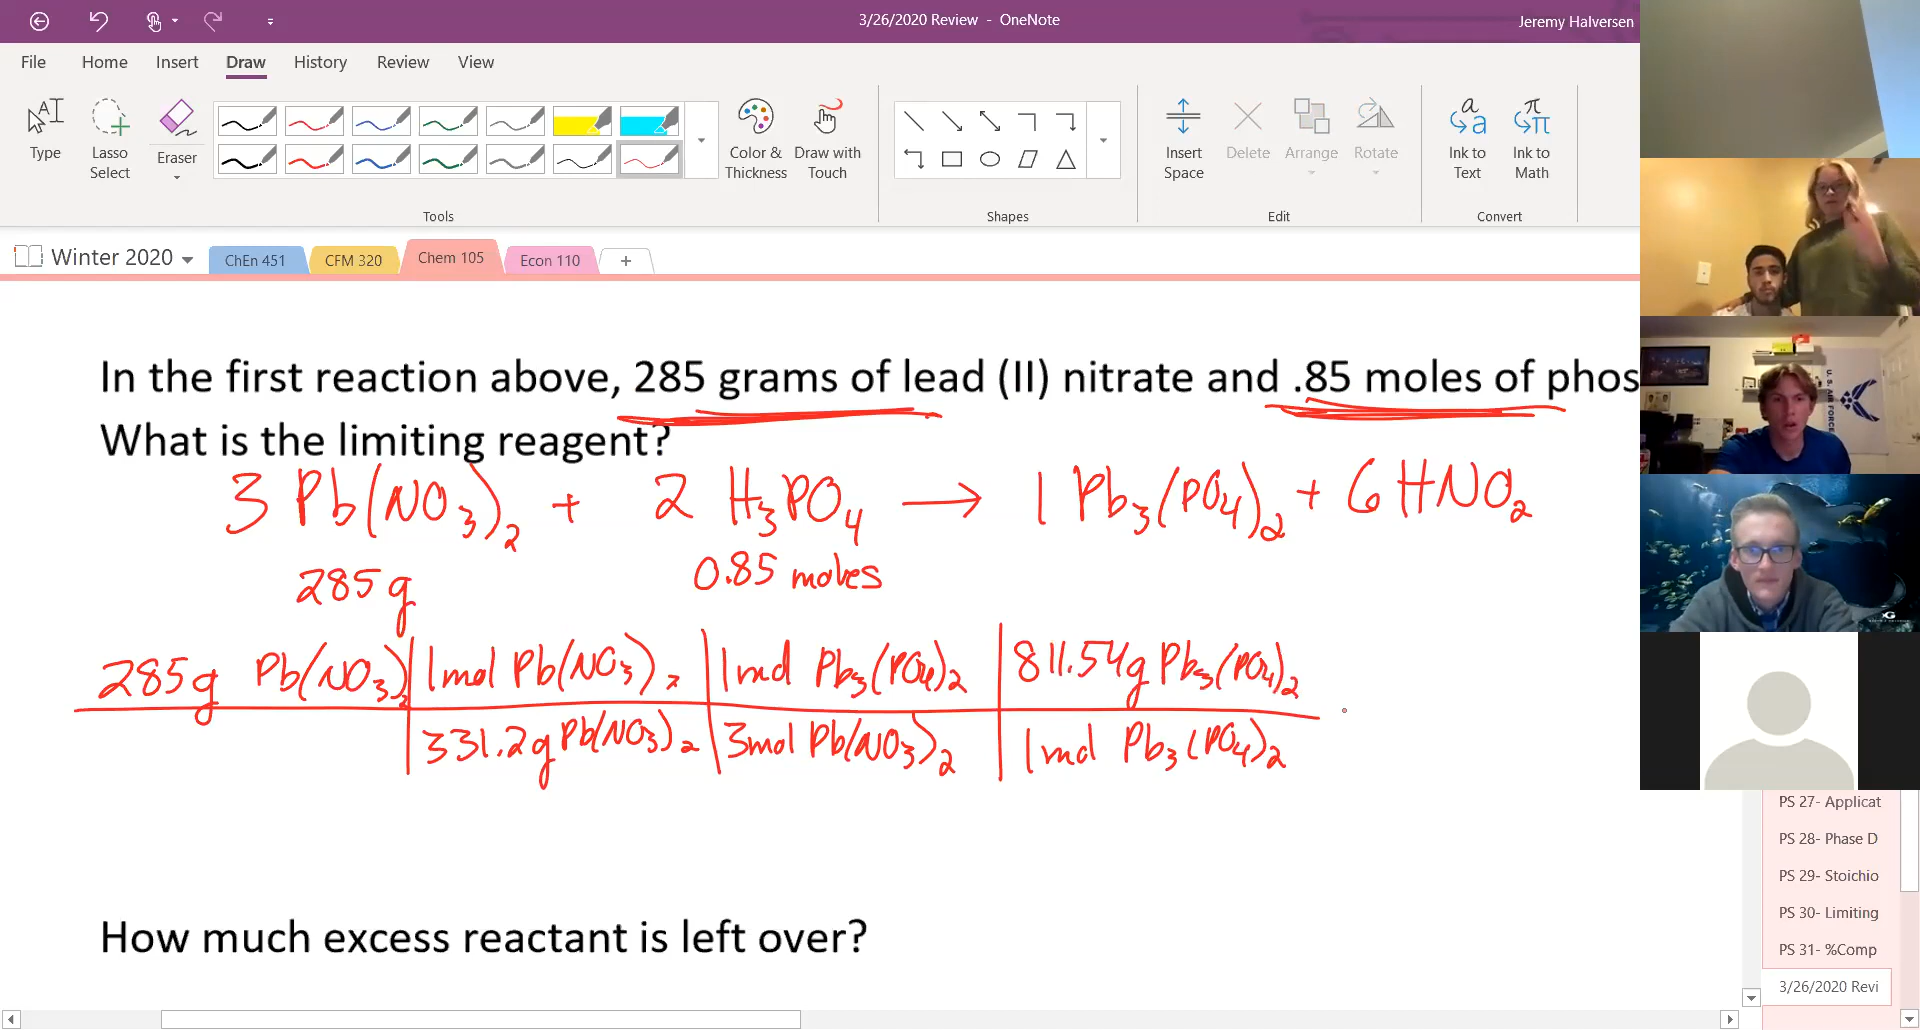 3/26/2020 Review - OneNote
Jeremy Halversen
File Home Insert Draw History Review View
Type Lasso Select Eraser Color & Thickness Draw with Touch Insert Space Delete Arrange Rotate Ink to Text Ink to Math
Tools Shapes Edit Convert
Winter 2020 ChEn 451 CFM 320 Chem 105 Econ 110 +
In the first reaction above, 285 grams of lead (II) nitrate and .85 moles of phos
What is the limiting reagent?
3 Pb(NO₃)₂ + 2 H₃PO₄ → 1 Pb₃(PO₄)₂ + 6 HNO₂
285 g 0.85 moles
285g Pb(NO₃)₂ | 1 mol Pb(NO₃)₂ | 1 mol Pb₃(PO₄)₂ | 811.54g Pb₃(PO₄)₂
331.2g Pb(NO₃)₂ | 3 mol Pb(NO₃)₂ | 1 mol Pb₃(PO₄)₂
How much excess reactant is left over?
U.S. AIR FORCE
PS 27- Applicat
PS 28- Phase D
PS 29- Stoichio
PS 30- Limiting
PS 31- %Comp
3/26/2020 Revi